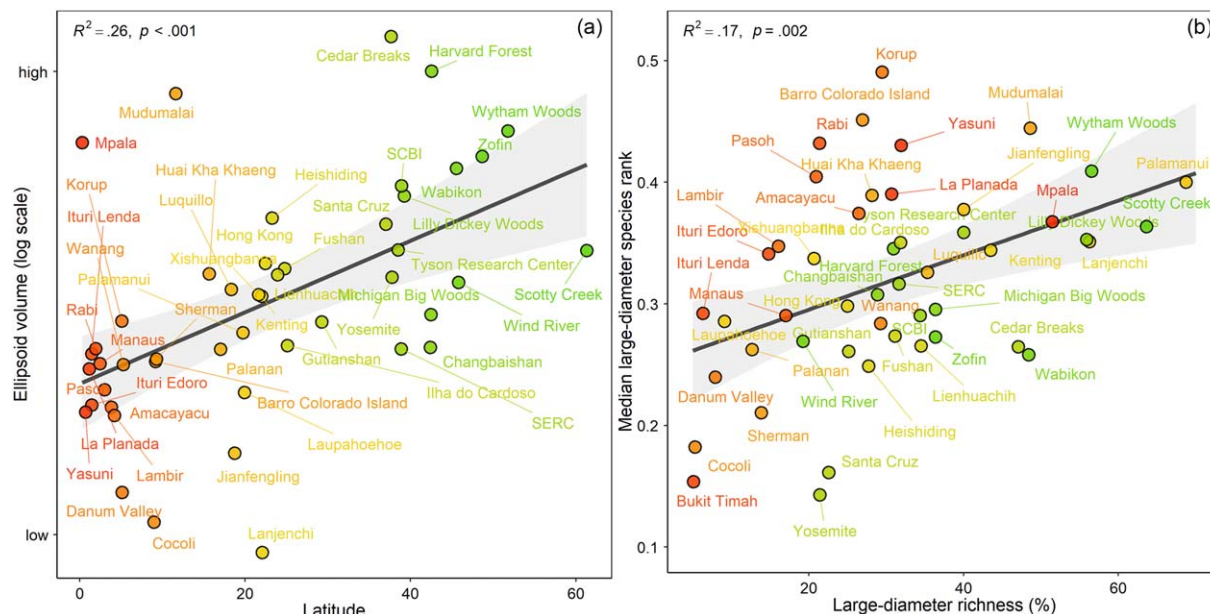 R² = .26, p < .001
(a)
Cedar Breaks
Harvard Forest
high
Mudumalai
Wytham Woods
Mpala
SCBI
Zofin
Korup
Huai Kha Khaeng
Heishiding
Wabikon
Luquillo
Santa Cruz
Lilly Dickey Woods
Ituri Lenda
Hong Kong
Fushan
Wanang
Xishuangbanna
Tyson Research Center
Palamanui
Lienhuachih
Michigan Big Woods
Scotty Creek
Rabi
Sherman
Kenting
Yosemite
Wind River
Manaus
Gutianshan
Changbaishan
Pasoh
Ituri Edoro
Palanan
Ilha do Cardoso
Amacayacu
Barro Colorado Island
SERC
La Planada
Laupahoehoe
Yasuni
Lambir
Jianfengling
Danum Valley
low
Cocoli
Lanjenchi
0
20
40
60
Latitude
Ellipsoid volume (log scale)
R² = .17, p = .002
(b)
0.5
Korup
Barro Colorado Island
Mudumalai
Rabi
Yasuni
Wytham Woods
Pasoh
Jianfengling
Huai Kha Khaeng
Palamanui
0.4
Lambir
Amacayacu
La Planada
Mpala
Tyson Research Center
Scotty Creek
Xishuangbanna
Ilha do Cardoso
Lilly Dickey Woods
Ituri Edoro
Harvard Forest
Luquillo
Kenting
Lanjenchi
Ituri Lenda
Changbaishan
SERC
0.3
Manaus
Hong Kong
Wanang
Michigan Big Woods
Laupahoehoe
Gutianshan
SCBI
Cedar Breaks
Palanan
Fushan
Zofin
Wabikon
Danum Valley
Wind River
Lienhuachih
Sherman
Heishiding
0.2
Cocoli
Santa Cruz
Bukit Timah
Yosemite
0.1
20
40
60
Large-diameter richness (%)
Median large-diameter species rank